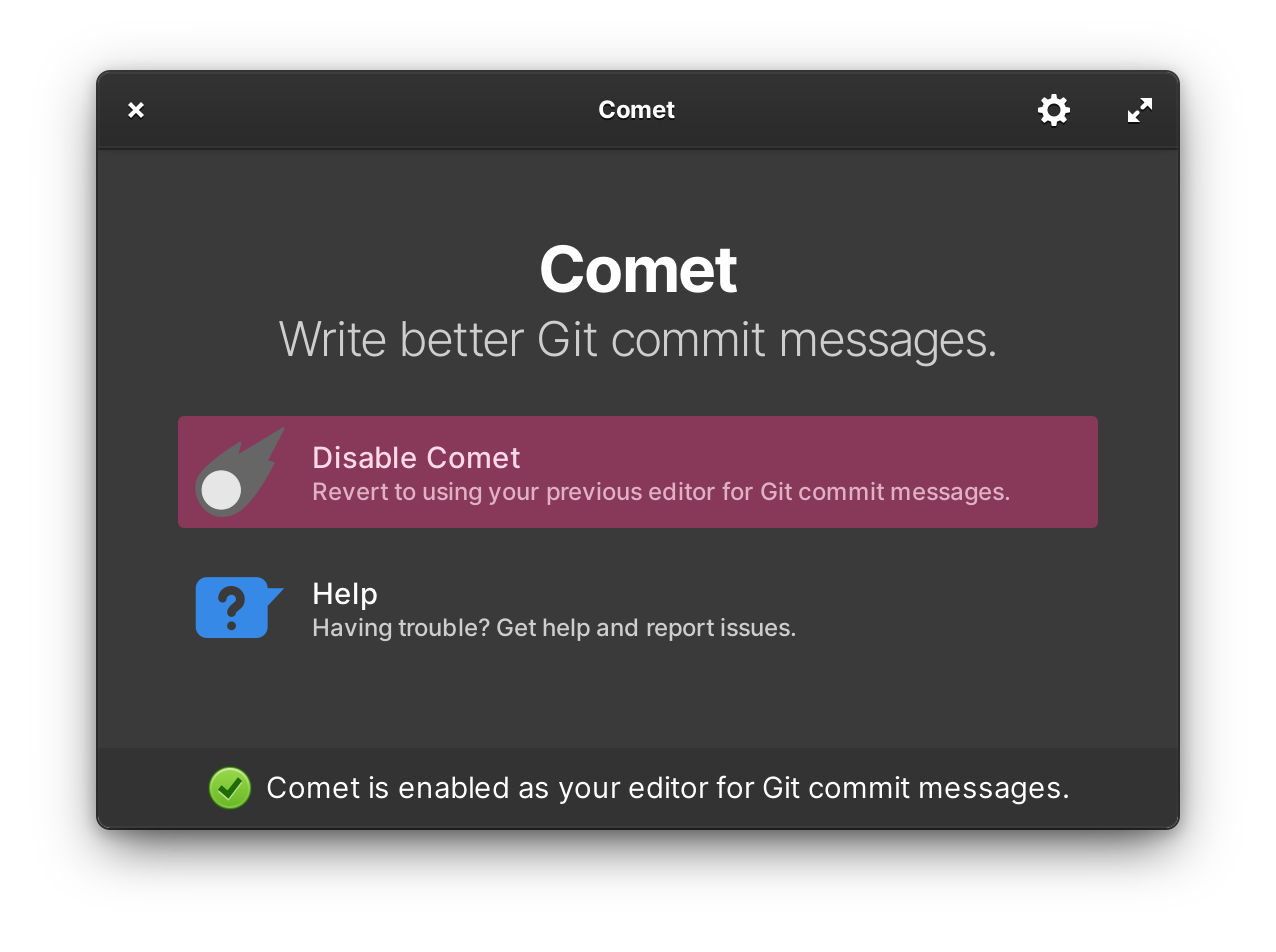 Comet
Comet
Write better Git commit messages.
Disable Comet
Revert to using your previous editor for Git commit messages.
?
Help
Having trouble? Get help and report issues.
Comet is enabled as your editor for Git commit messages.